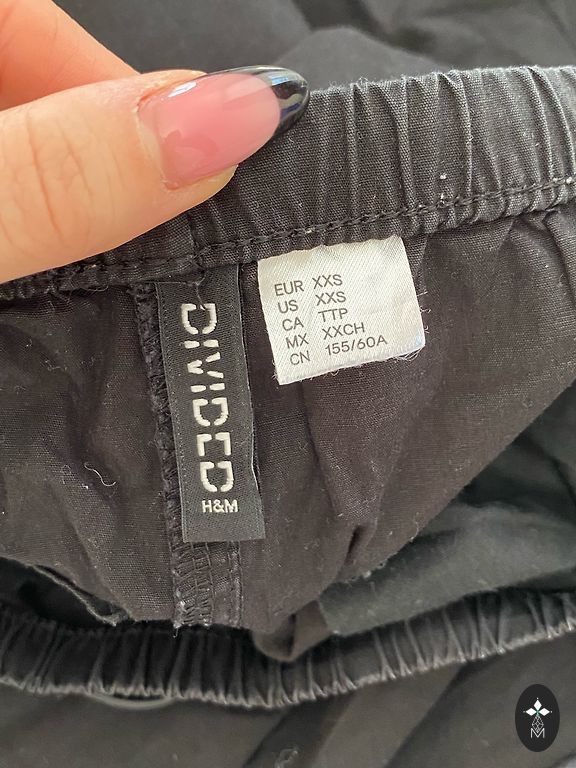 EUR XXS
US XXS
CA TTP
MX XXCH
CN 155/60A
DIVIDED
H&M
M